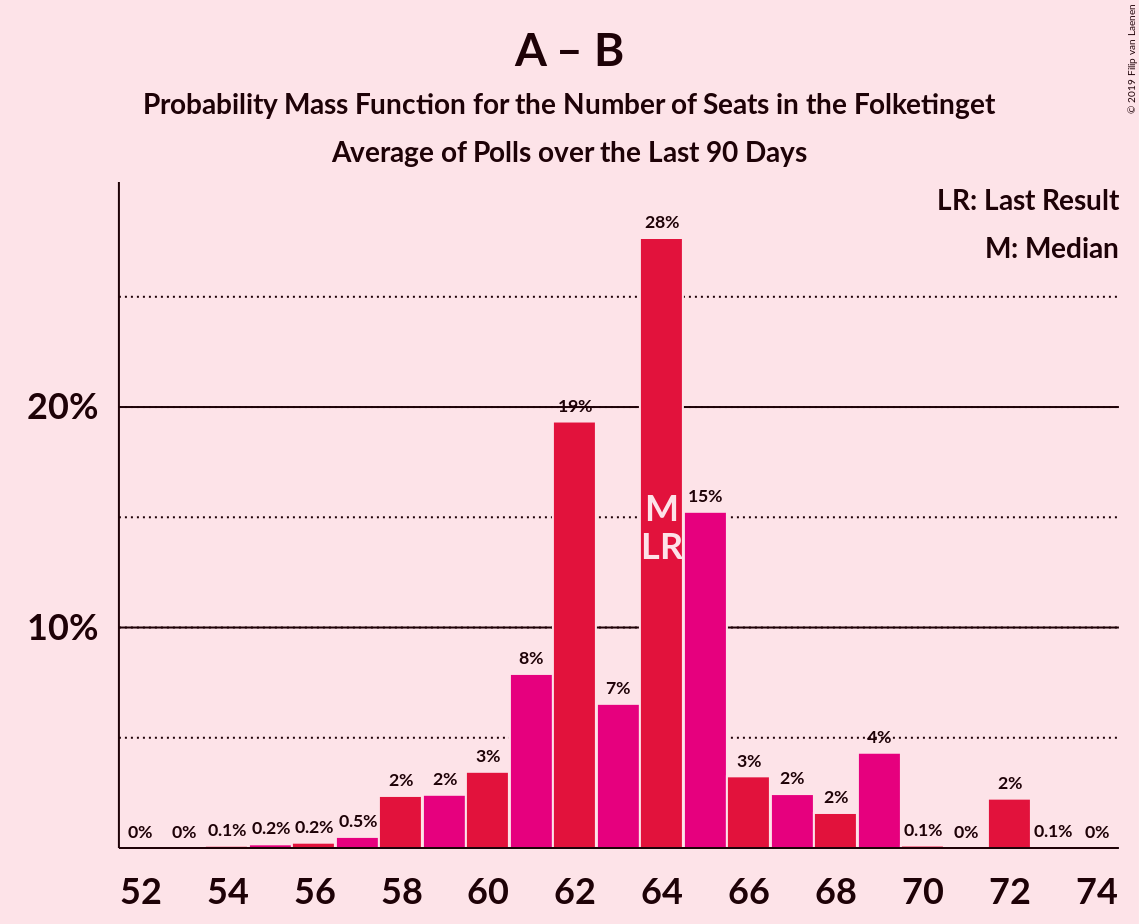 A – B
Probability Mass Function for the Number of Seats in the Folketinget
Average of Polls over the Last 90 Days
© 2019 Filip van Laenen
LR: Last Result
M: Median
20%
10%
0%
0%
0.1%
0.2%
0.2%
0.5%
2%
2%
3%
8%
19%
7%
28%
15%
3%
2%
2%
4%
0.1%
0%
2%
0.1%
0%
M
LR
52 54 56 58 60 62 64 66 68 70 72 74